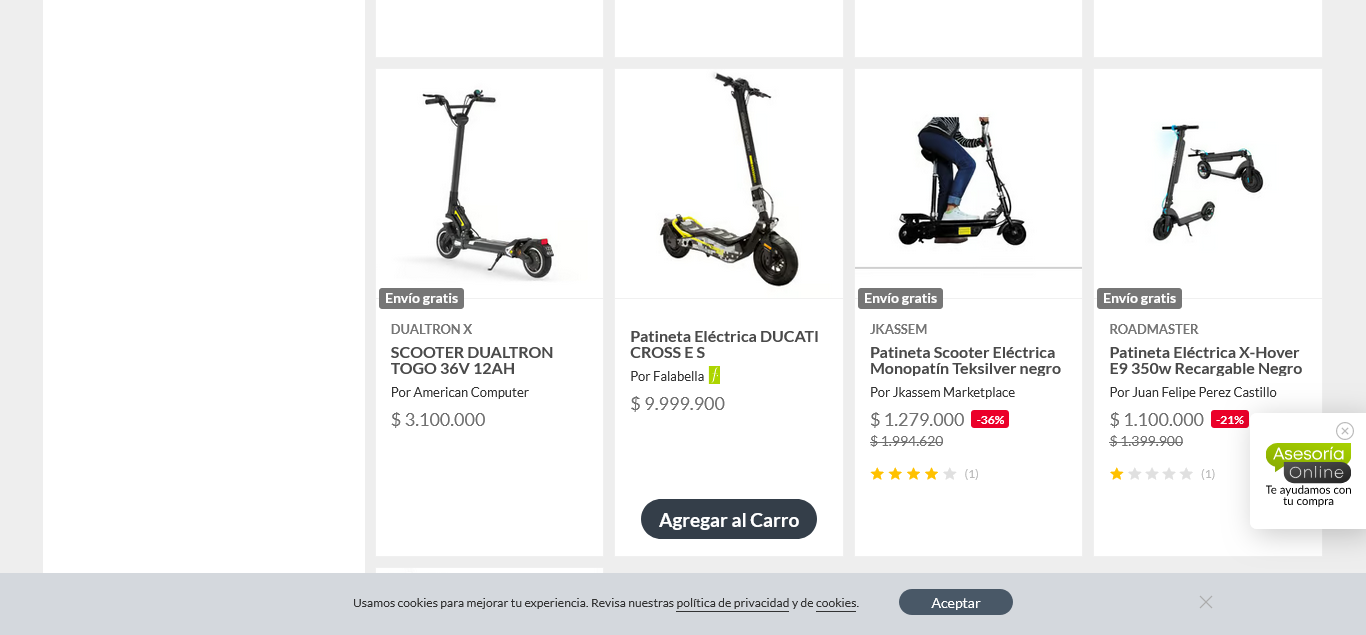 Envío gratis
DUALTRON X
SCOOTER DUALTRON
TOGO 36V 12AH
Por American Computer
$ 3.100.000
Patineta Eléctrica DUCATI
CROSS E S
Por Falabella
$ 9.999.900
Agregar al Carro
Envío gratis
JKASSEM
Patineta Scooter Eléctrica
Monopatín Teksilver negro
Por Jkassem Marketplace
$ 1.279.000 -36%
$ 1.994.620
(1)
Envío gratis
ROADMASTER
Patineta Eléctrica X-Hover
E9 350w Recargable Negro
Por Juan Felipe Perez Castillo
$ 1.100.000 -21%
$ 1.399.900
(1)
Asesoría
Online
Te ayudamos con
tu compra
Usamos cookies para mejorar tu experiencia. Revisa nuestras política de privacidad y de cookies.
Aceptar